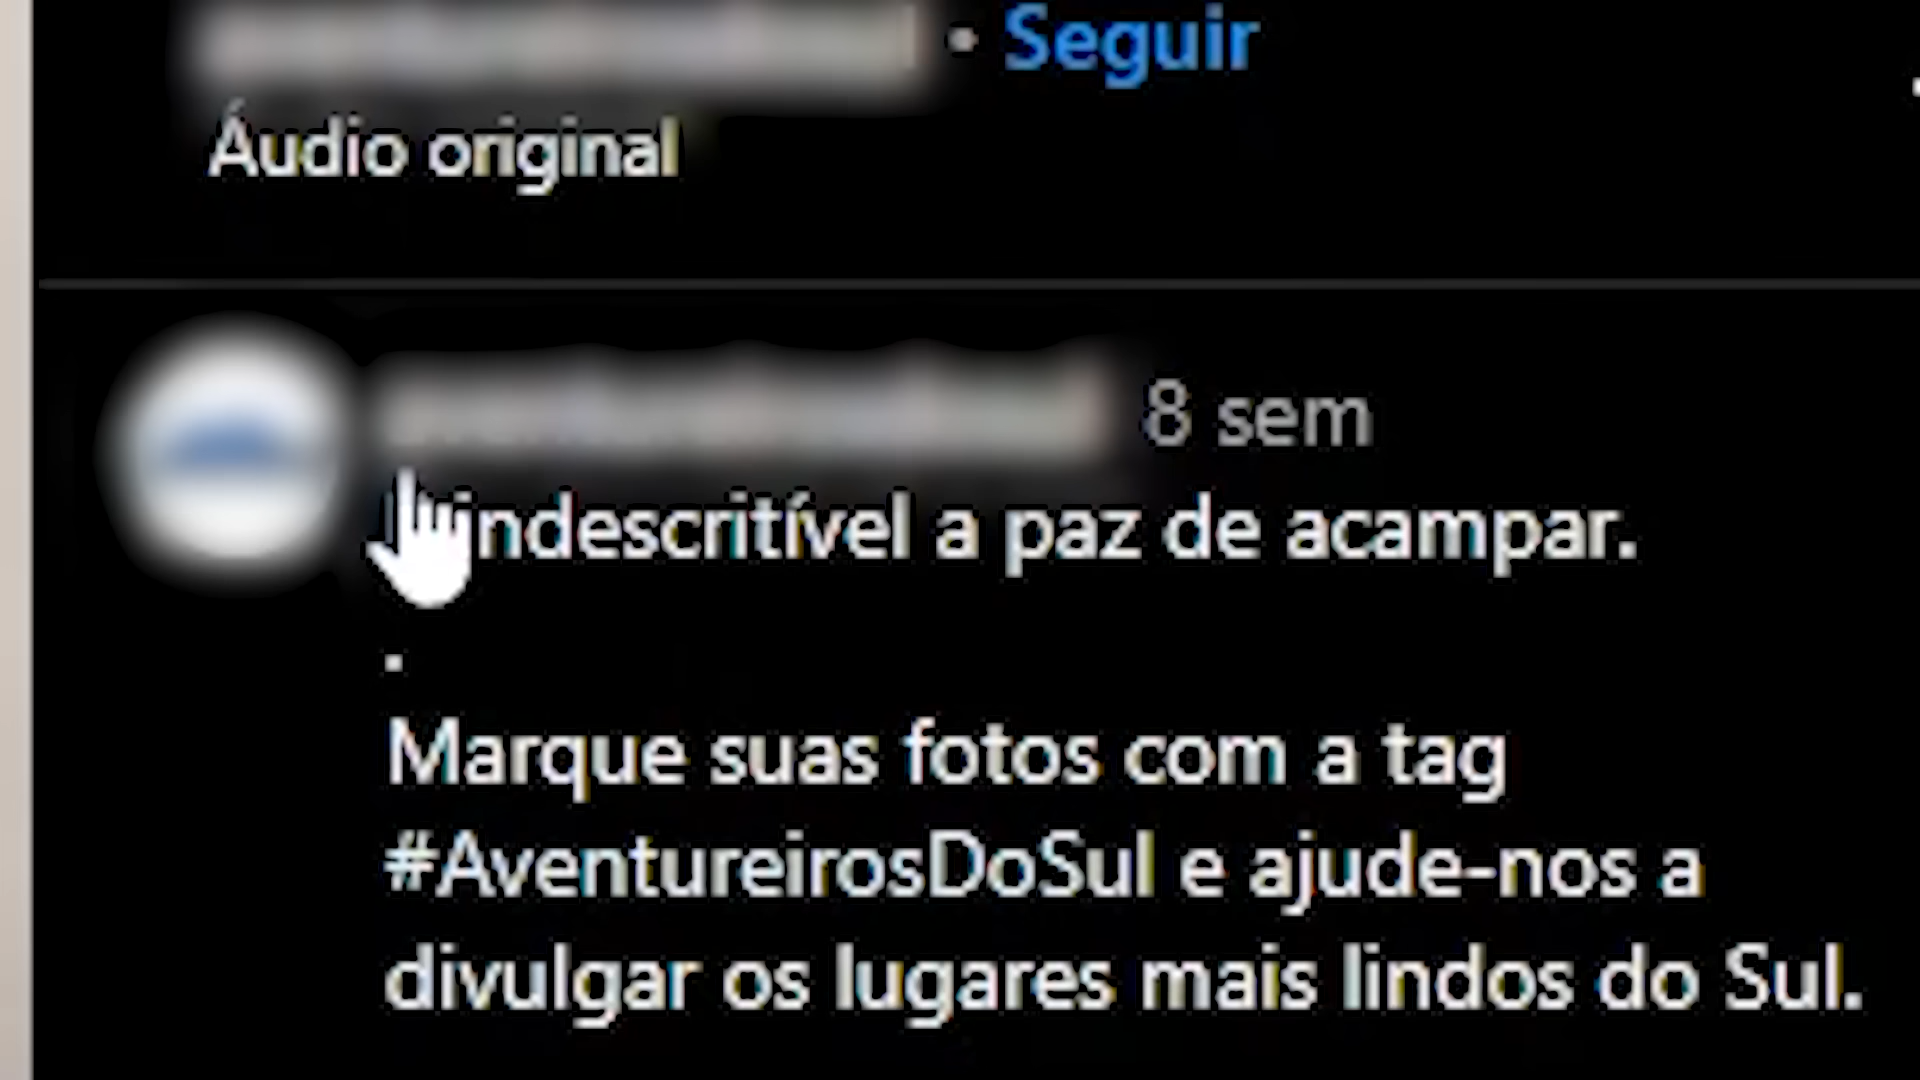 • Seguir
Áudio original
8 sem
indescritível a paz de acampar.
.
Marque suas fotos com a tag
#AventureirosDoSul e ajude-nos a
divulgar os lugares mais lindos do Sul.